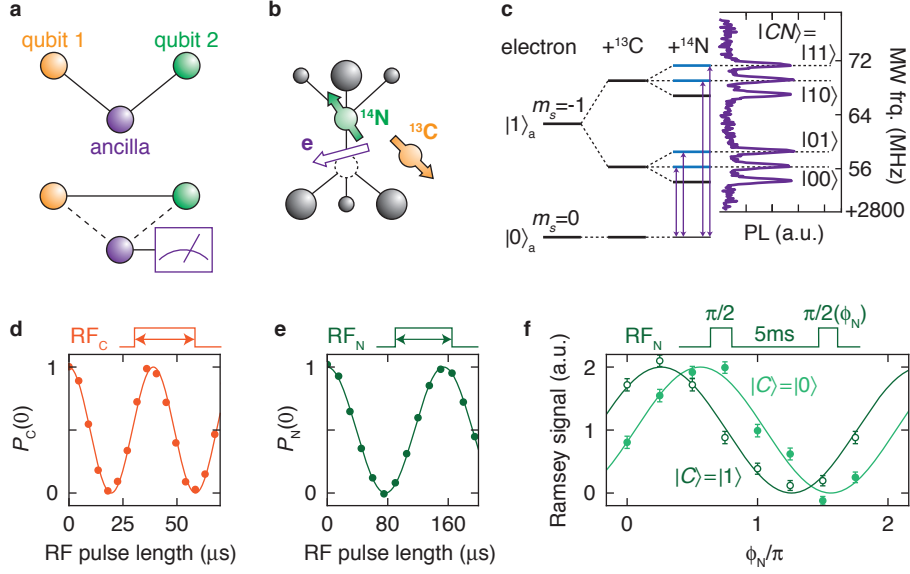 a
qubit 1
qubit 2
ancilla
b
14N
13C
e
c
electron
+13C
+14N
|CN⟩=
|11⟩
|10⟩
|01⟩
|00⟩
|1⟩a
ms=-1
|0⟩a
ms=0
72
64
56
+2800
MW frq. (MHz)
PL (a.u.)
d
RFC
PC(0)
1
0
0
25
50
RF pulse length (μs)
e
RFN
PN(0)
1
0
0
80
160
200
RF pulse length (μs)
f
RFN
π/2
5ms
π/2(ϕN)
Ramsey signal (a.u.)
2
1
0
|C⟩=|0⟩
|C⟩=|1⟩
0
1
2
ϕN/π